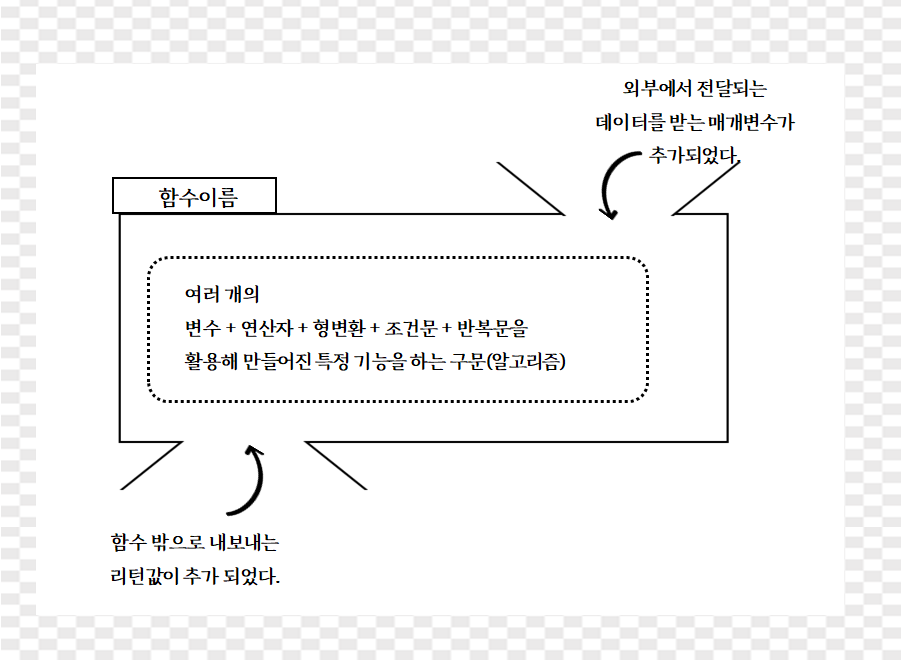 외부에서 전달되는
데이터를 받는 매개변수가
추가되었다.
함수이름
여러 개의
변수 + 연산자 + 형변환 + 조건문 + 반복문을
활용해 만들어진 특정 기능을 하는 구문(알고리즘)
함수 밖으로 내보내는
리턴값이 추가 되었다.